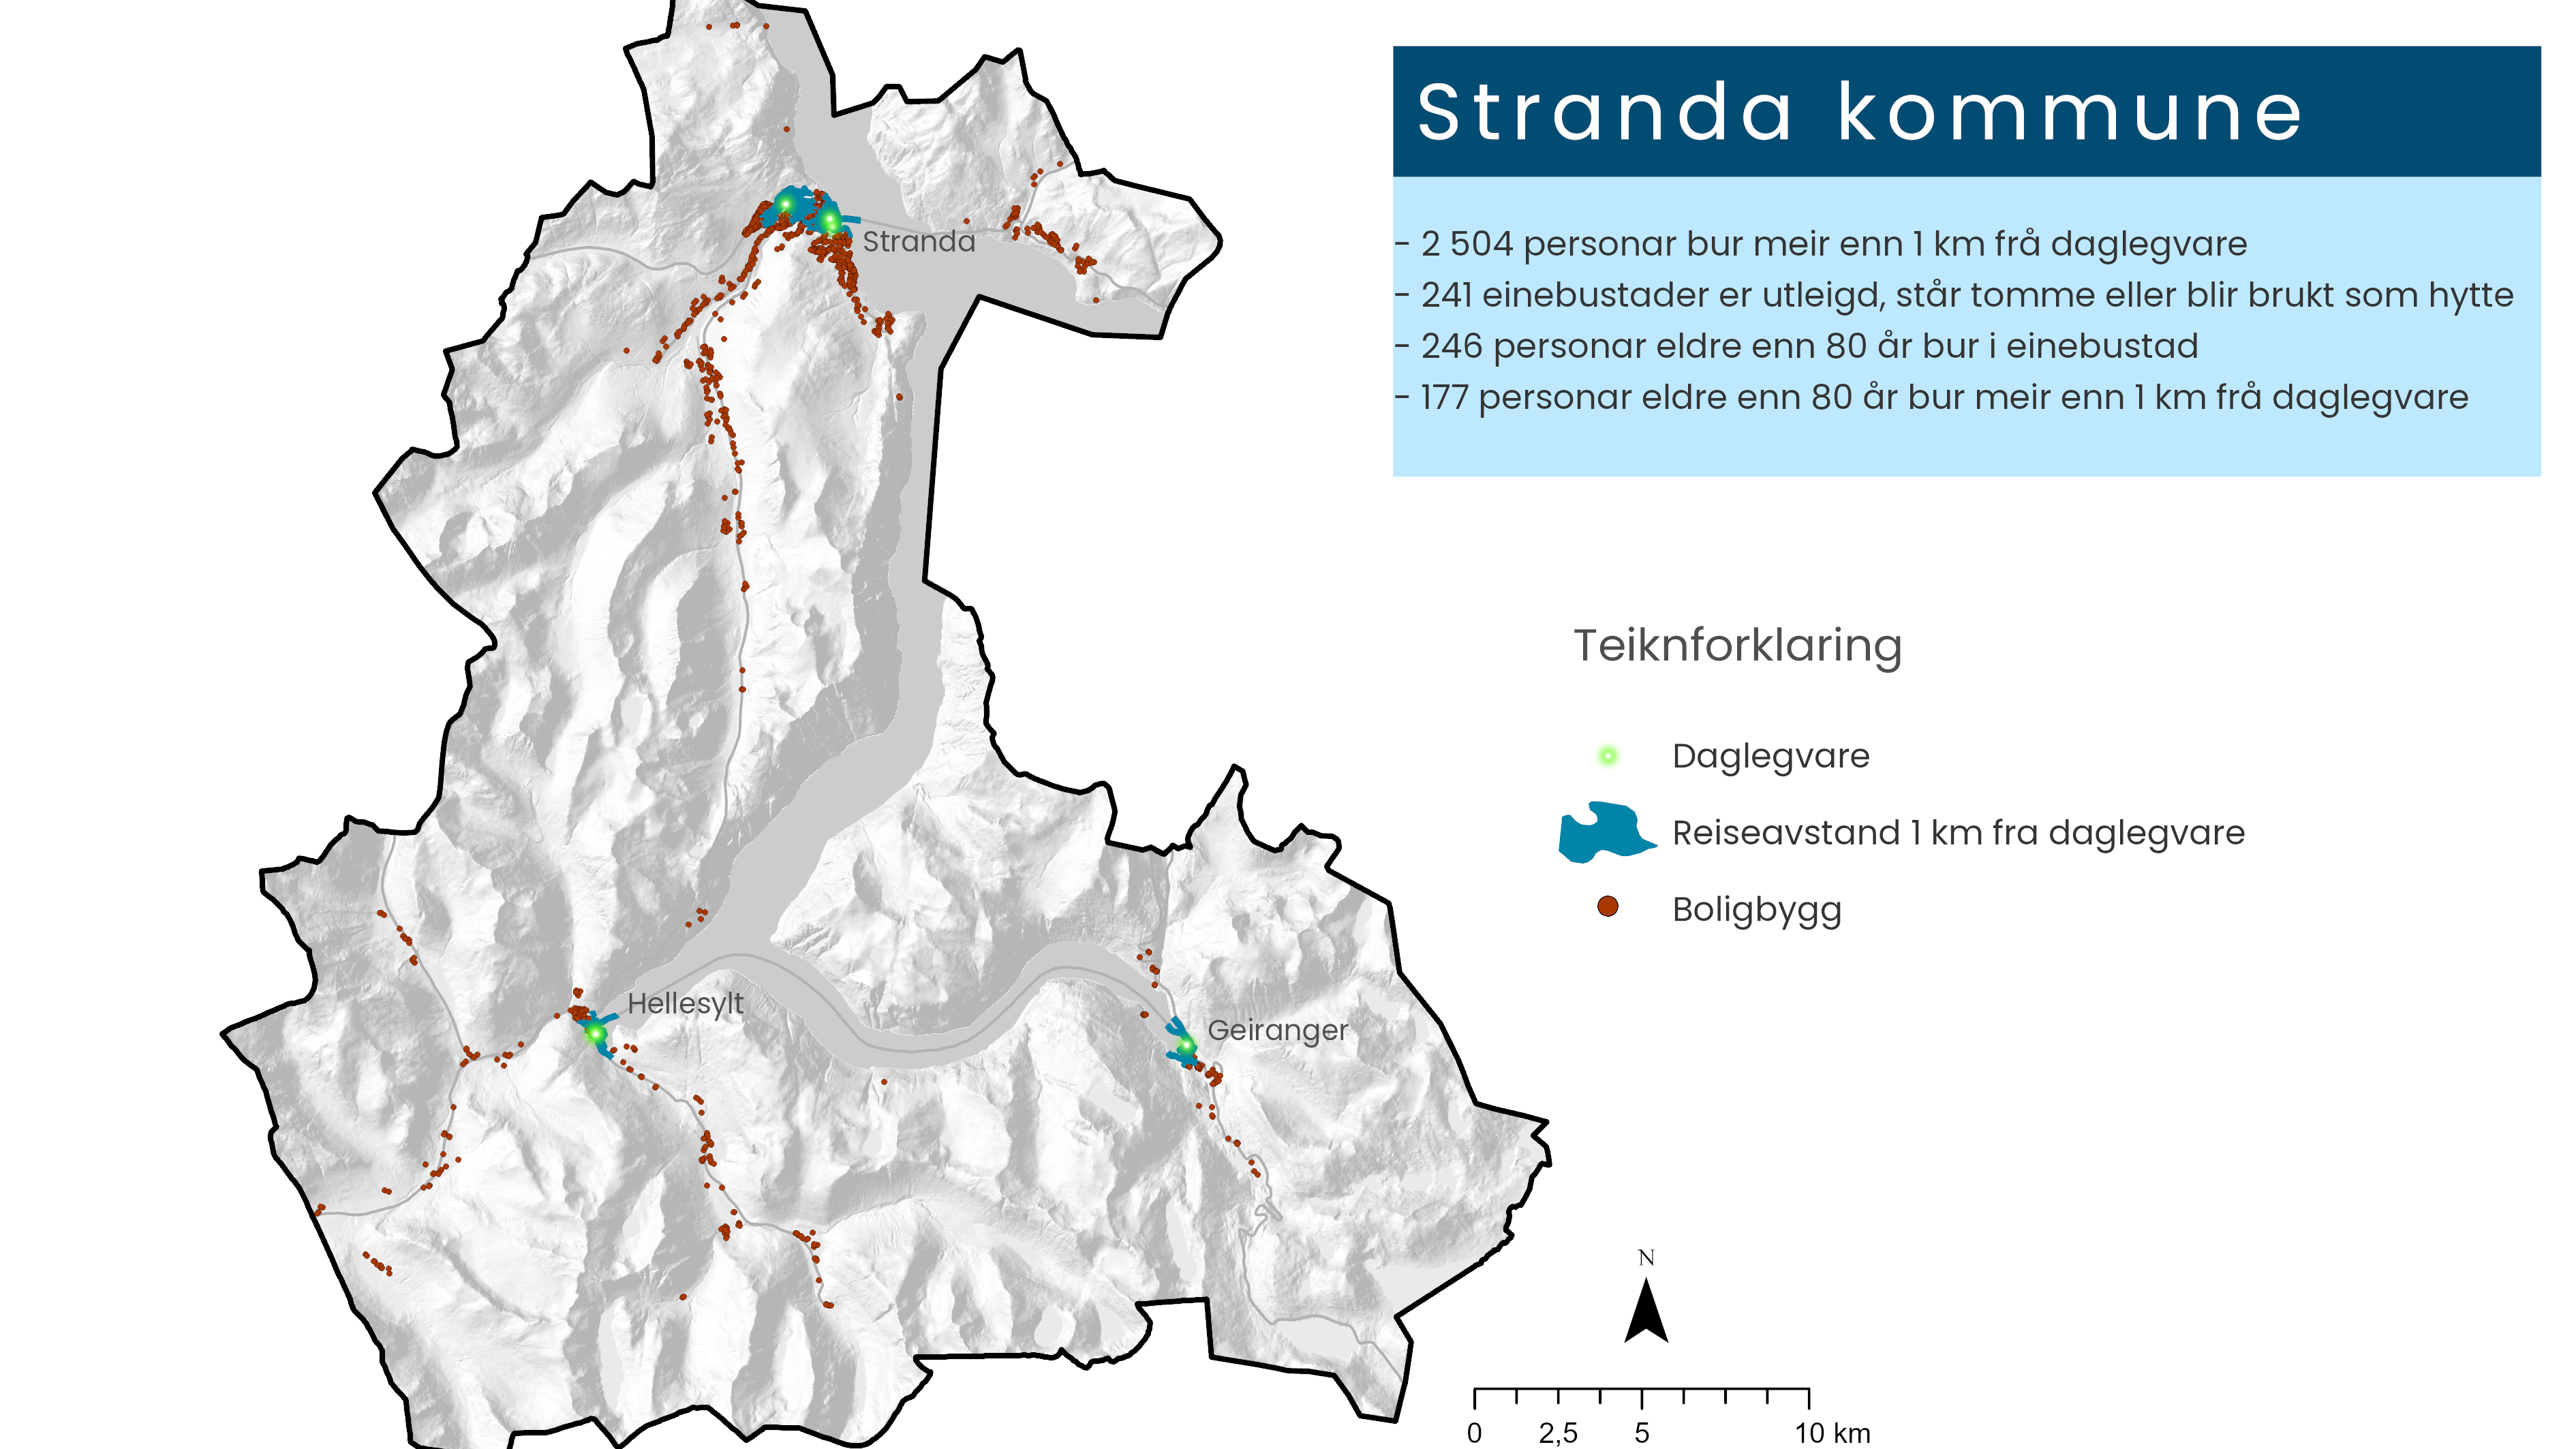 Stranda kommune
- 2 504 personar bur meir enn 1 km frå daglegvare
- 241 einebustader er utleigd, står tomme eller blir brukt som hytte
- 246 personar eldre enn 80 år bur i einebustad
- 177 personar eldre enn 80 år bur meir enn 1 km frå daglegvare
Stranda
Hellesylt
Geiranger
Teiknforklaring
Daglegvare
Reiseavstand 1 km fra daglegvare
Boligbygg
N
0 2,5 5 10 km